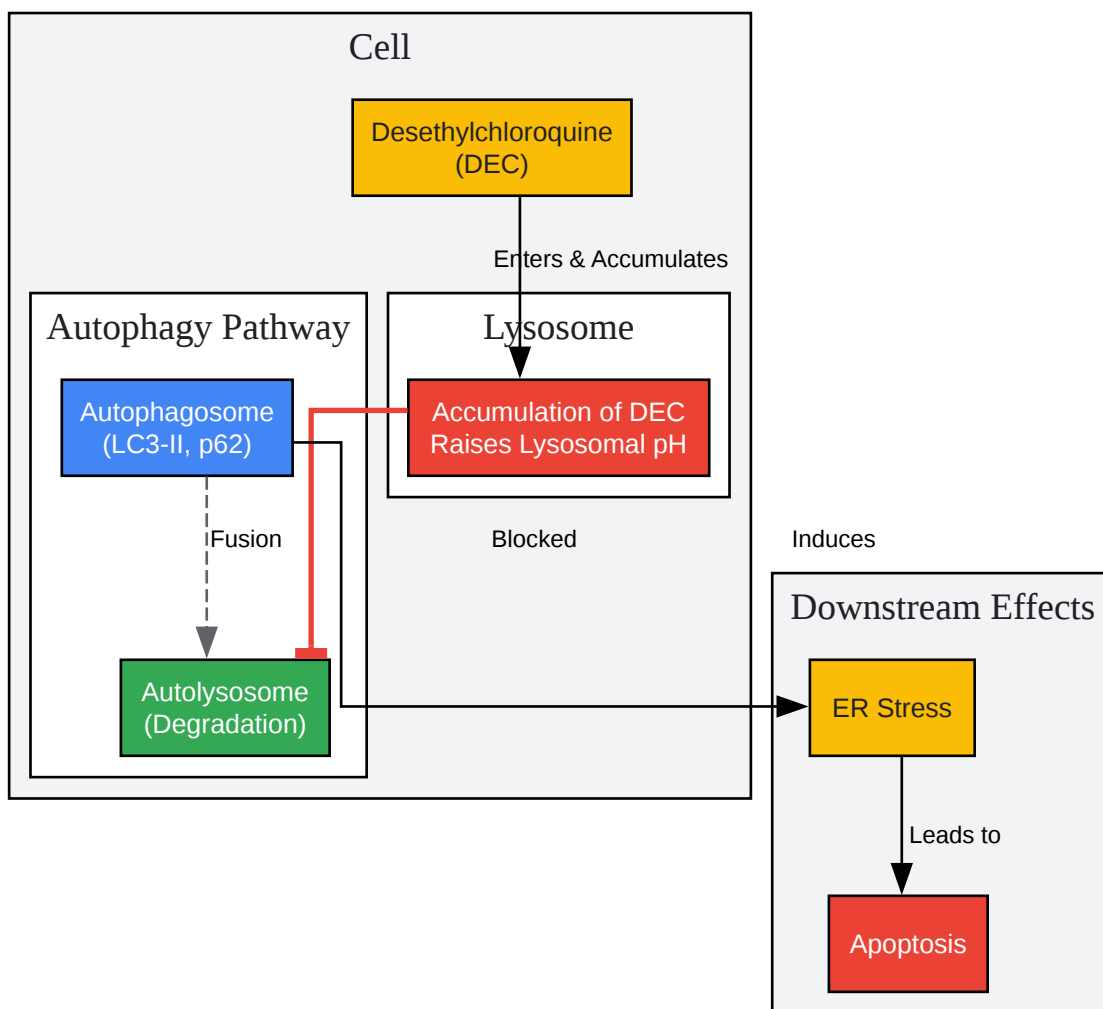 Cell
Desethylchloroquine
(DEC)
Enters & Accumulates
Autophagy Pathway
Lysosome
Autophagosome
(LC3-II, p62)
Accumulation of DEC
Raises Lysosomal pH
Fusion
Blocked
Induces
Downstream Effects
Autolysosome
(Degradation)
ER Stress
Leads to
Apoptosis